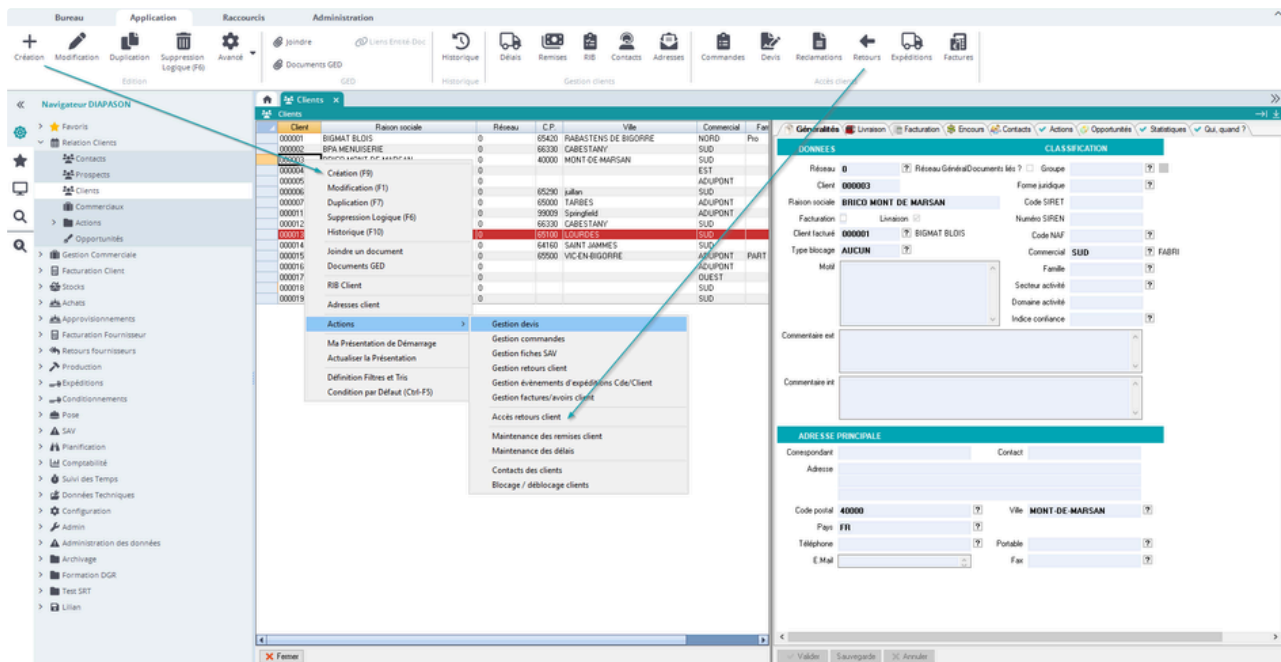 Bureau Application Raccourcis Administration
Création Modification Duplication Suppression Logique (F6) Avancé
Joindre Liens Entité-Doc
Documents GED
Historique Délais Remises RIB Contacts Adresses Commandes Devis Reclamations Retours Expéditions Factures
Edition GED Historique Gestion clients Accès clients
Navigateur DIAPASON
Favoris
Relation Clients
Contacts
Prospects
Clients
Commerciaux
Actions
Opportunités
Gestion Commerciale
Facturation Client
Stocks
Achats
Approvisionnements
Facturation Fournisseur
Retours fournisseurs
Production
Expéditions
Conditionnements
Pose
SAV
Planification
Comptabilité
Suivi des Temps
Données Techniques
Configuration
Admin
Administration des données
Archivage
Formation DGR
Test SRT
Lilian
Clients
Clients
Client Raison sociale Réseau C.P. Ville Commercial Fam
000001 BIGMAT BLOIS 0 65420 RABASTENS DE BIGORRE NORD Pro
000002 BPA MENUISERIE 0 66330 CABESTANY SUD
000003 BRICO MONT DE MARSAN 0 40000 MONT-DE-MARSAN SUD
000004 0 EST
000005 0 ADUPONT
000006 0 65290 juillan SUD
000007 0 65000 TARBES ADUPONT
000011 0 99009 Springfield ADUPONT
000012 0 66330 CABESTANY SUD
000013 0 65100 LOURDES SUD
000014 0 64160 SAINT JAMMES SUD
000015 0 65500 VIC-EN-BIGORRE ADUPONT PART
000016 0 ADUPONT
000017 0 OUEST
000018 0 SUD
000019 0 SUD
Création (F9)
Modification (F1)
Duplication (F7)
Suppression Logique (F6)
Historique (F10)
Joindre un document
Documents GED
RIB Client
Adresses client
Actions
Ma Présentation de Démarrage
Actualiser la Présentation
Définition Filtres et Tris
Condition par Défaut (Ctrl-F5)
Gestion devis
Gestion commandes
Gestion fiches SAV
Gestion retours client
Gestion événements d'expéditions Cde/Client
Gestion factures/avoirs client
Accès retours client
Maintenance des remises client
Maintenance des délais
Contacts des clients
Blocage / déblocage clients
Fermer
Généralités Livraison Facturation Encours Contacts Actions Opportunités Statistiques Qui, quand ?
DONNEES CLASSIFICATION
Réseau 0 ? Réseau GénéralDocuments liés ? Groupe ?
Client 000003 Forme juridique ?
Raison sociale BRICO MONT DE MARSAN Code SIRET
Facturation Livraison Numéro SIREN
Client facturé 000001 ? BIGMAT BLOIS Code NAF ?
Type blocage AUCUN ? Commercial SUD ? FABRI
Motif Famille ?
Secteur activité ?
Domaine activité
Indice confiance ?
Commentaire ext
Commentaire int
ADRESSE PRINCIPALE
Correspondant Contact
Adresse
Code postal 40000 ? Ville MONT-DE-MARSAN ?
Pays FR ?
Téléphone ? Portable ?
E.Mail Fax ?
Valider Sauvegarde Annuler